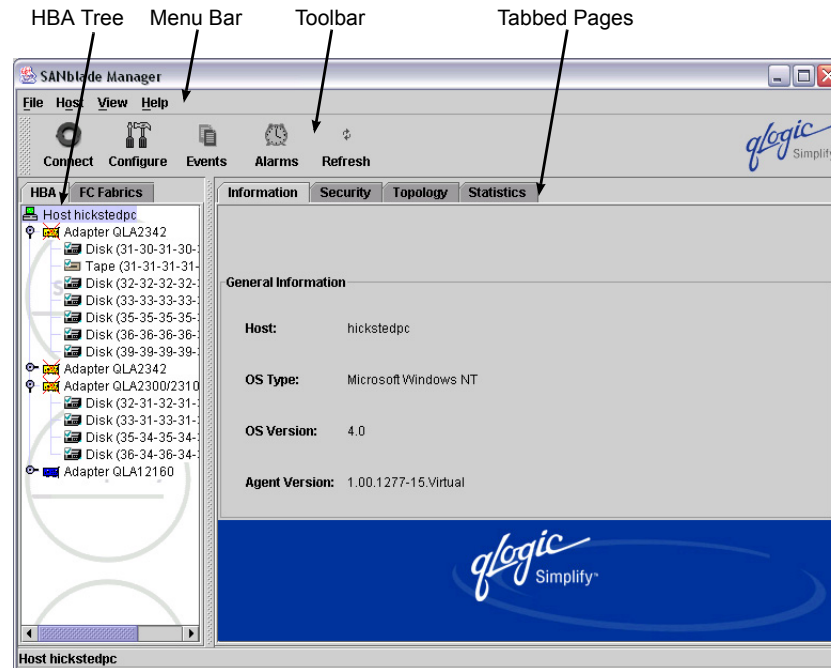 HBA Tree Menu Bar Toolbar Tabbed Pages
SANblade Manager
File Host View Help
Connect Configure Events Alarms Refresh
qlogic
Simplify
HBA FC Fabrics
Information Security Topology Statistics
Host hickstedpc
Adapter QLA2342
Disk (31-30-31-30-
Tape (31-31-31-31-
Disk (32-32-32-32-
Disk (33-33-33-33-
Disk (35-35-35-35-
Disk (36-36-36-36-
Disk (39-39-39-39-
Adapter QLA2342
Adapter QLA2300/2310
Disk (32-31-32-31-
Disk (33-31-33-31-
Disk (35-34-35-34-
Disk (36-34-36-34-
Adapter QLA12160
General Information
Host: hickstedpc
OS Type: Microsoft Windows NT
OS Version: 4.0
Agent Version: 1.00.1277-15.Virtual
qlogic
Simplify™
Host hickstedpc